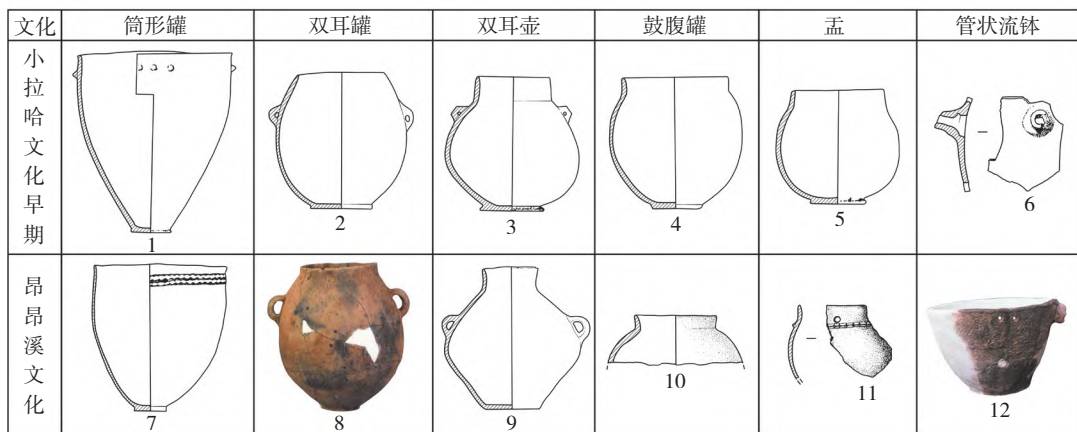 文化 筒形罐 双耳罐 双耳壶 鼓腹罐 盂 管状流钵
小拉哈文化早期
1 2 3 4 5 6
昂昂溪文化
7 8 9 10 11 12